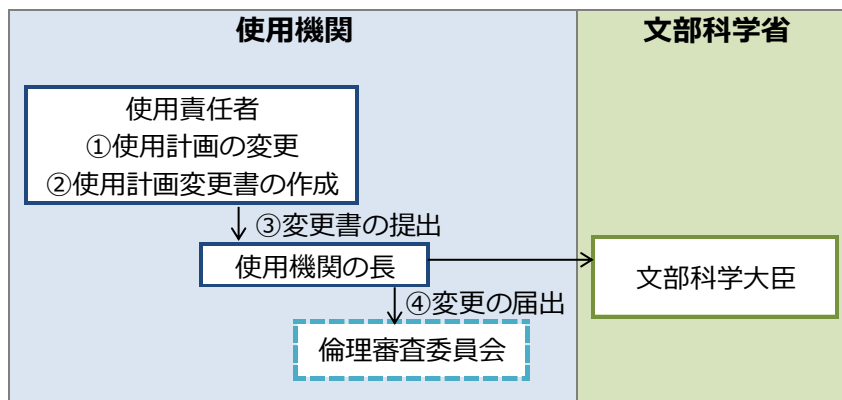 使用機関
文部科学省
使用責任者
①使用計画の変更
②使用計画変更書の作成
③変更書の提出
使用機関の長
文部科学大臣
④変更の届出
倫理審査委員会